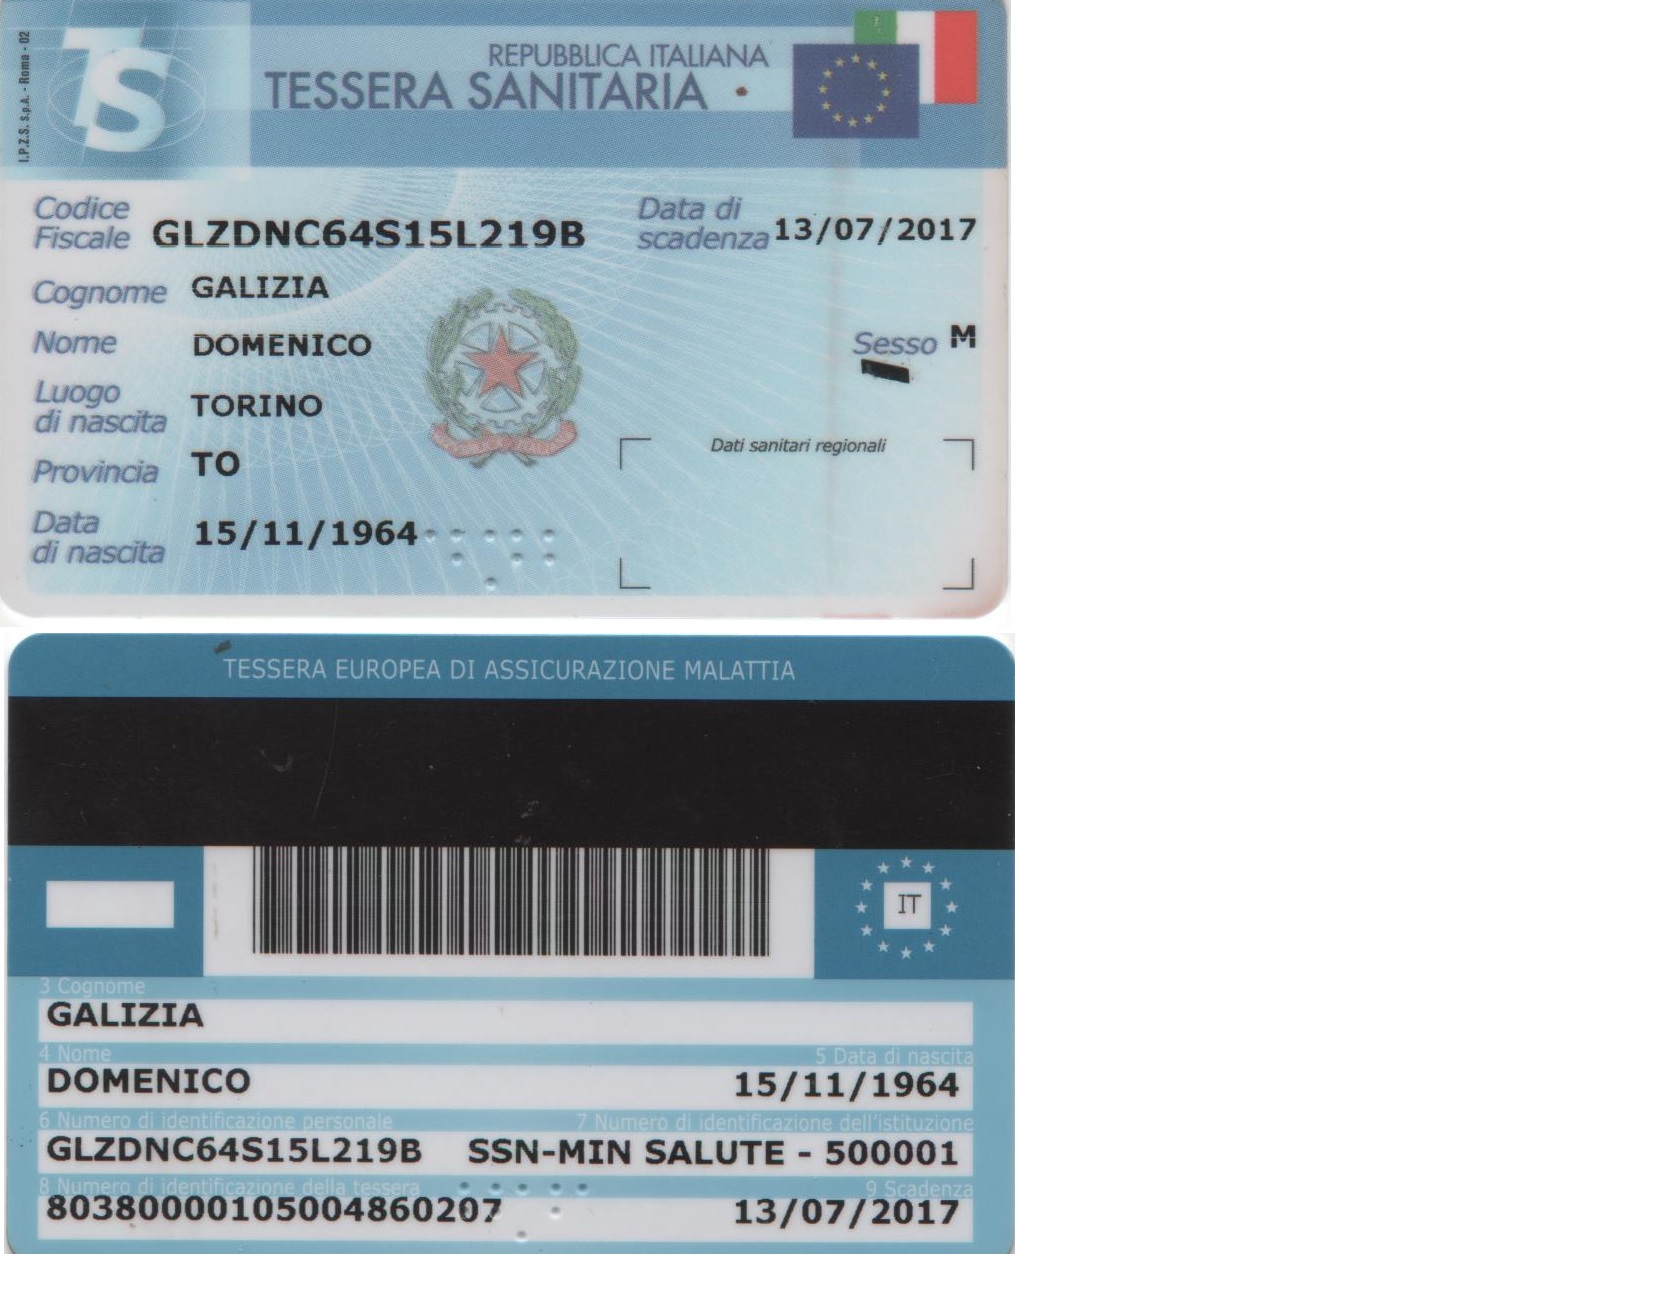 I.P.Z.S. s.p.A. - Roma - 02
TS
REPUBBLICA ITALIANA
TESSERA SANITARIA
Codice Fiscale GLZDNC64S15L219B Data di scadenza 13/07/2017
Cognome GALIZIA
Nome DOMENICO Sesso M
Luogo di nascita TORINO
Dati sanitari regionali
Provincia TO
Data di nascita 15/11/1964
TESSERA EUROPEA DI ASSICURAZIONE MALATTIA
IT
3 Cognome
GALIZIA
4 Nome 5 Data di nascita
DOMENICO 15/11/1964
6 Numero di identificazione personale 7 Numero di identificazione dell'istituzione
GLZDNC64S15L219B SSN-MIN SALUTE - 500001
8 Numero di identificazione della tessera 9 Scadenza
80380000105004860207 13/07/2017